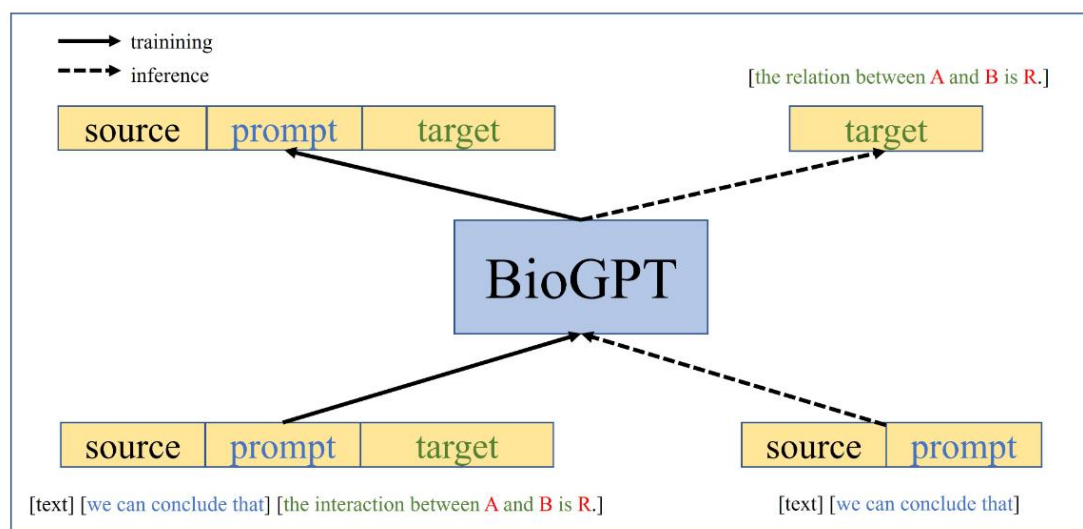 trainining
inference
[the relation between A and B is R.]
source prompt target
target
BioGPT
source prompt target
source prompt
[text] [we can conclude that] [the interaction between A and B is R.]
[text] [we can conclude that]